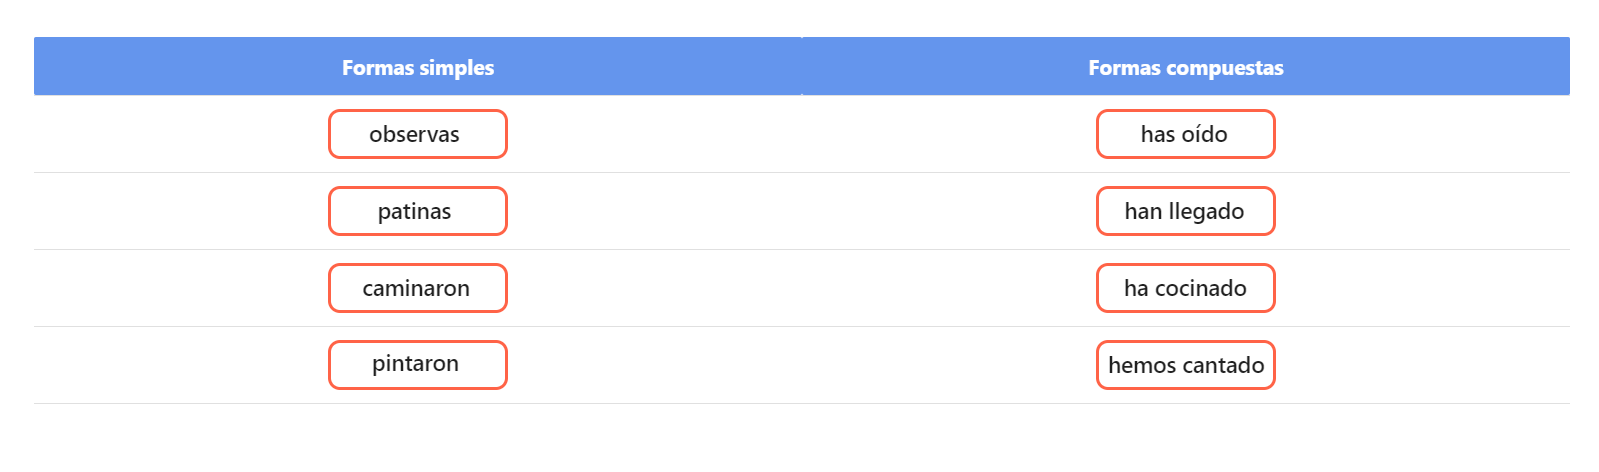 Formas simples Formas compuestas
observas has oído
patinas han llegado
caminaron ha cocinado
pintaron hemos cantado